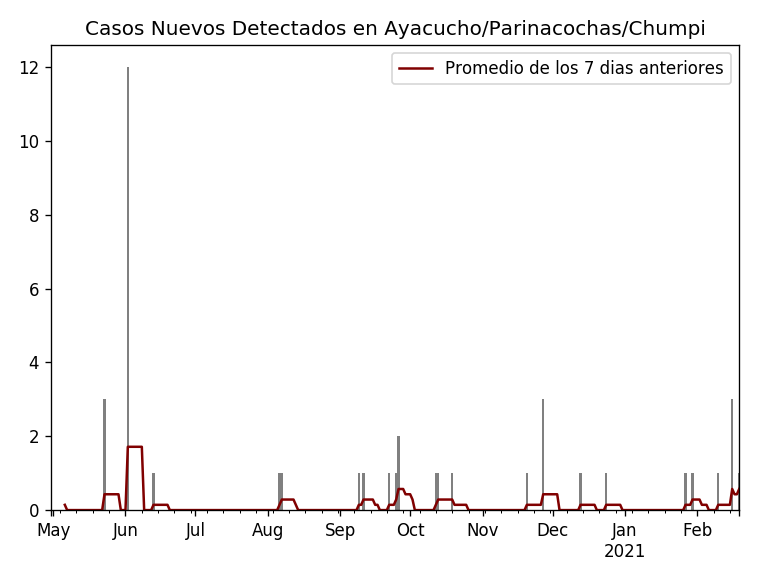 Casos Nuevos Detectados en Ayacucho/Parinacochas/Chumpi
Promedio de los 7 dias anteriores
12
10
8
6
4
2
0
May Jun Jul Aug Sep Oct Nov Dec Jan Feb
2021